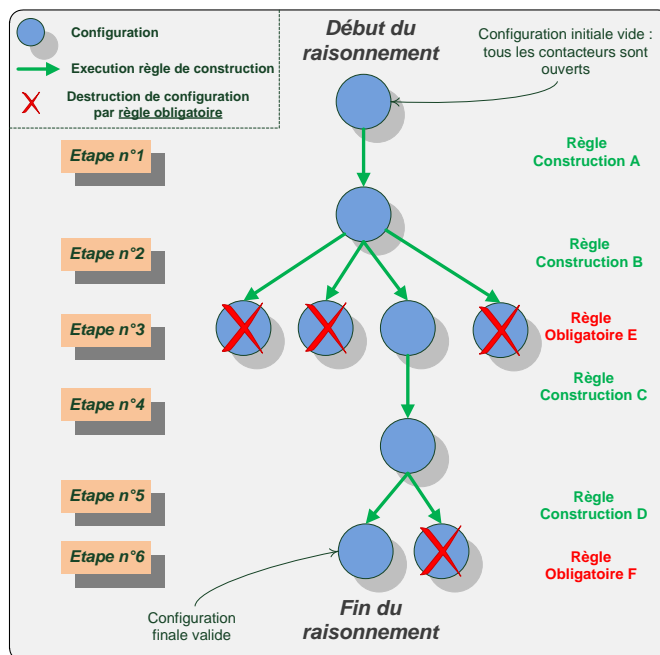 Configuration
Execution règle de construction
Destruction de configuration
par règle obligatoire
Début du
raisonnement
Configuration initiale vide :
tous les contacteurs sont
ouverts
Etape n°1
Règle
Construction A
Etape n°2
Règle
Construction B
Etape n°3
Règle
Obligatoire E
Etape n°4
Règle
Construction C
Etape n°5
Règle
Construction D
Etape n°6
Règle
Obligatoire F
Configuration
finale valide
Fin du
raisonnement